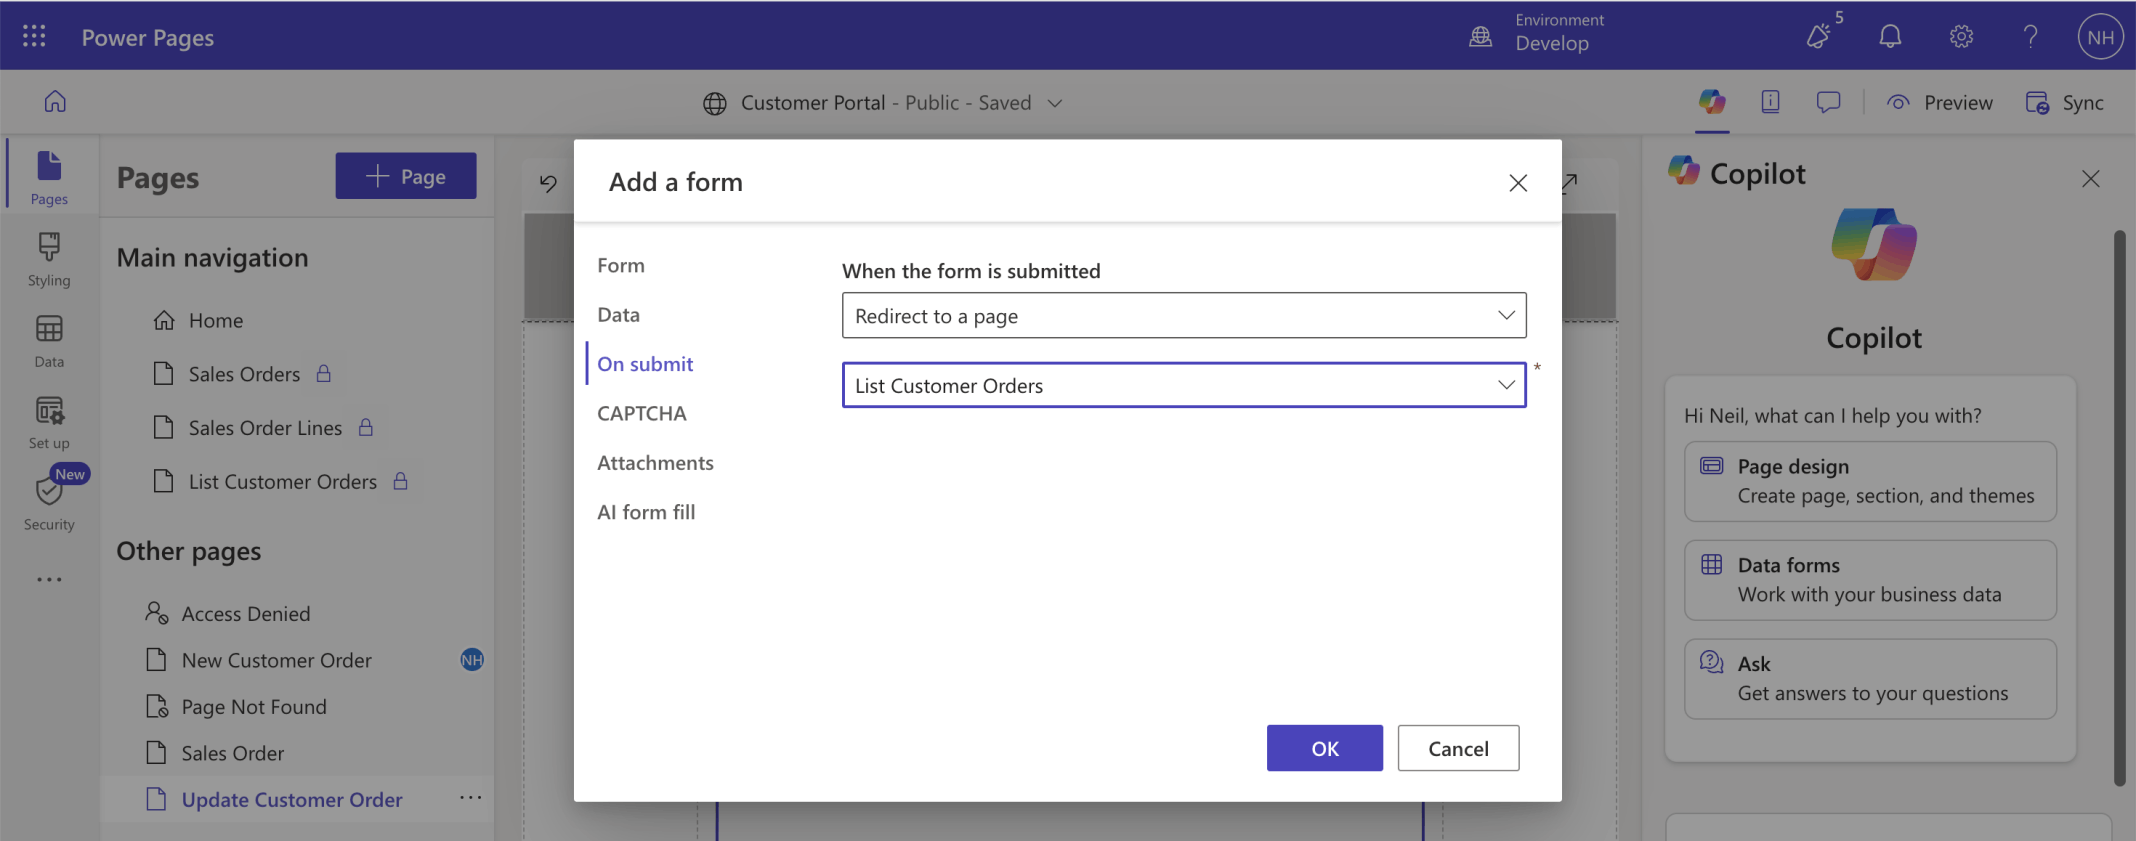 Power Pages
Environment
Develop
5
NH
Customer Portal - Public - Saved
Preview
Sync
Pages
Styling
Data
Set up
New
Security
Pages
Page
Main navigation
Home
Sales Orders
Sales Order Lines
List Customer Orders
Other pages
Access Denied
New Customer Order
NH
Page Not Found
Sales Order
Update Customer Order
Add a form
Form
Data
On submit
CAPTCHA
Attachments
AI form fill
When the form is submitted
Redirect to a page
List Customer Orders
*
OK
Cancel
Copilot
Copilot
Hi Neil, what can I help you with?
Page design
Create page, section, and themes
Data forms
Work with your business data
Ask
Get answers to your questions